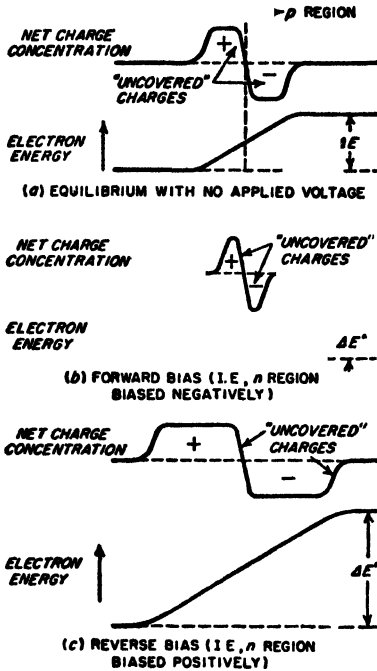 p REGION
NET CHARGE
CONCENTRATION
+
"UNCOVERED"
CHARGES
−
ELECTRON
ENERGY
(a) EQUILIBRIUM WITH NO APPLIED VOLTAGE
NET CHARGE
CONCENTRATION
"UNCOVERED"
CHARGES
+
−
ELECTRON
ENERGY
ΔE"
(b) FORWARD BIAS (I.E, n REGION
BIASED NEGATIVELY)
NET CHARGE
CONCENTRATION
"UNCOVERED"
CHARGES
+
−
ELECTRON
ENERGY
(c) REVERSE BIAS (I E, n REGION
BIASED POSITIVELY)